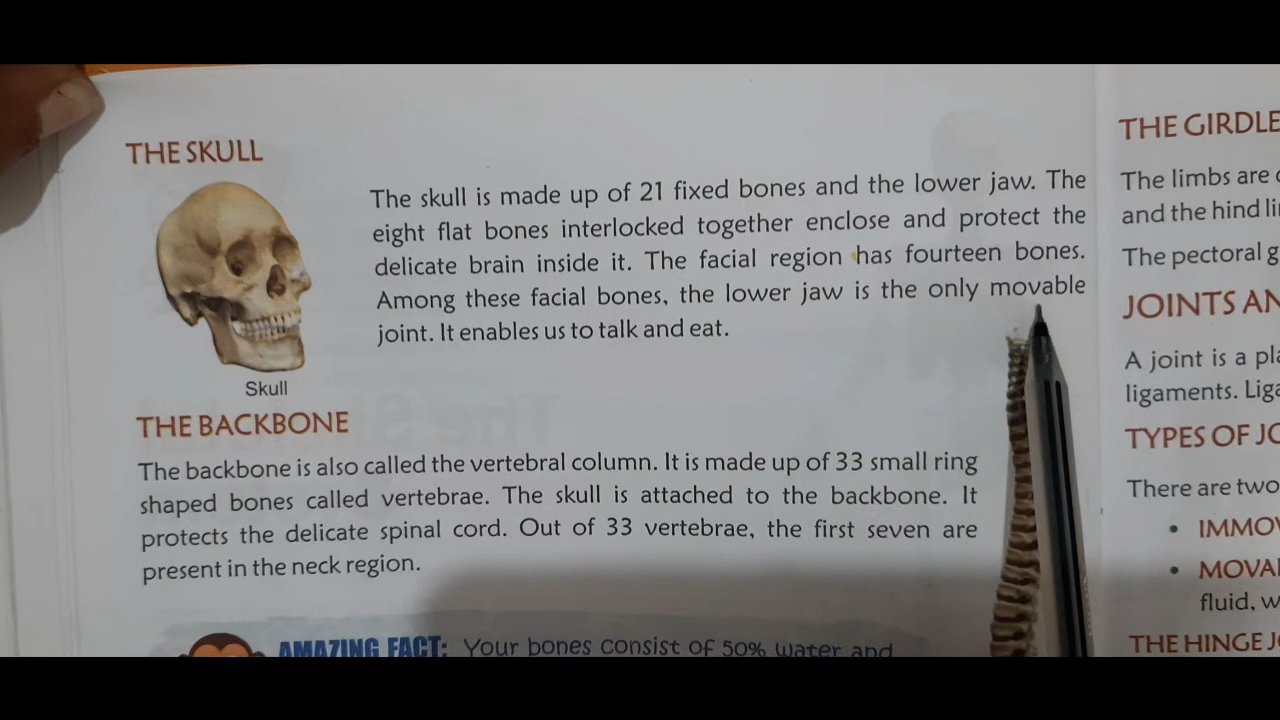 THE SKULL
The skull is made up of 21 fixed bones and the lower jaw. The
eight flat bones interlocked together enclose and protect the
delicate brain inside it. The facial region has fourteen bones.
Among these facial bones, the lower jaw is the only movable
joint. It enables us to talk and eat.
Skull
THE BACKBONE
The backbone is also called the vertebral column. It is made up of 33 small ring
shaped bones called vertebrae. The skull is attached to the backbone. It
protects the delicate spinal cord. Out of 33 vertebrae, the first seven are
present in the neck region.
AMAZING FACT: Your bones consist of 50% water and
THE GIRDLE
The limbs are
and the hind
The pectoral
JOINTS
A joint is a
ligaments.
TYPES OF
There are two
•
• 
fluid,
THE HINGE